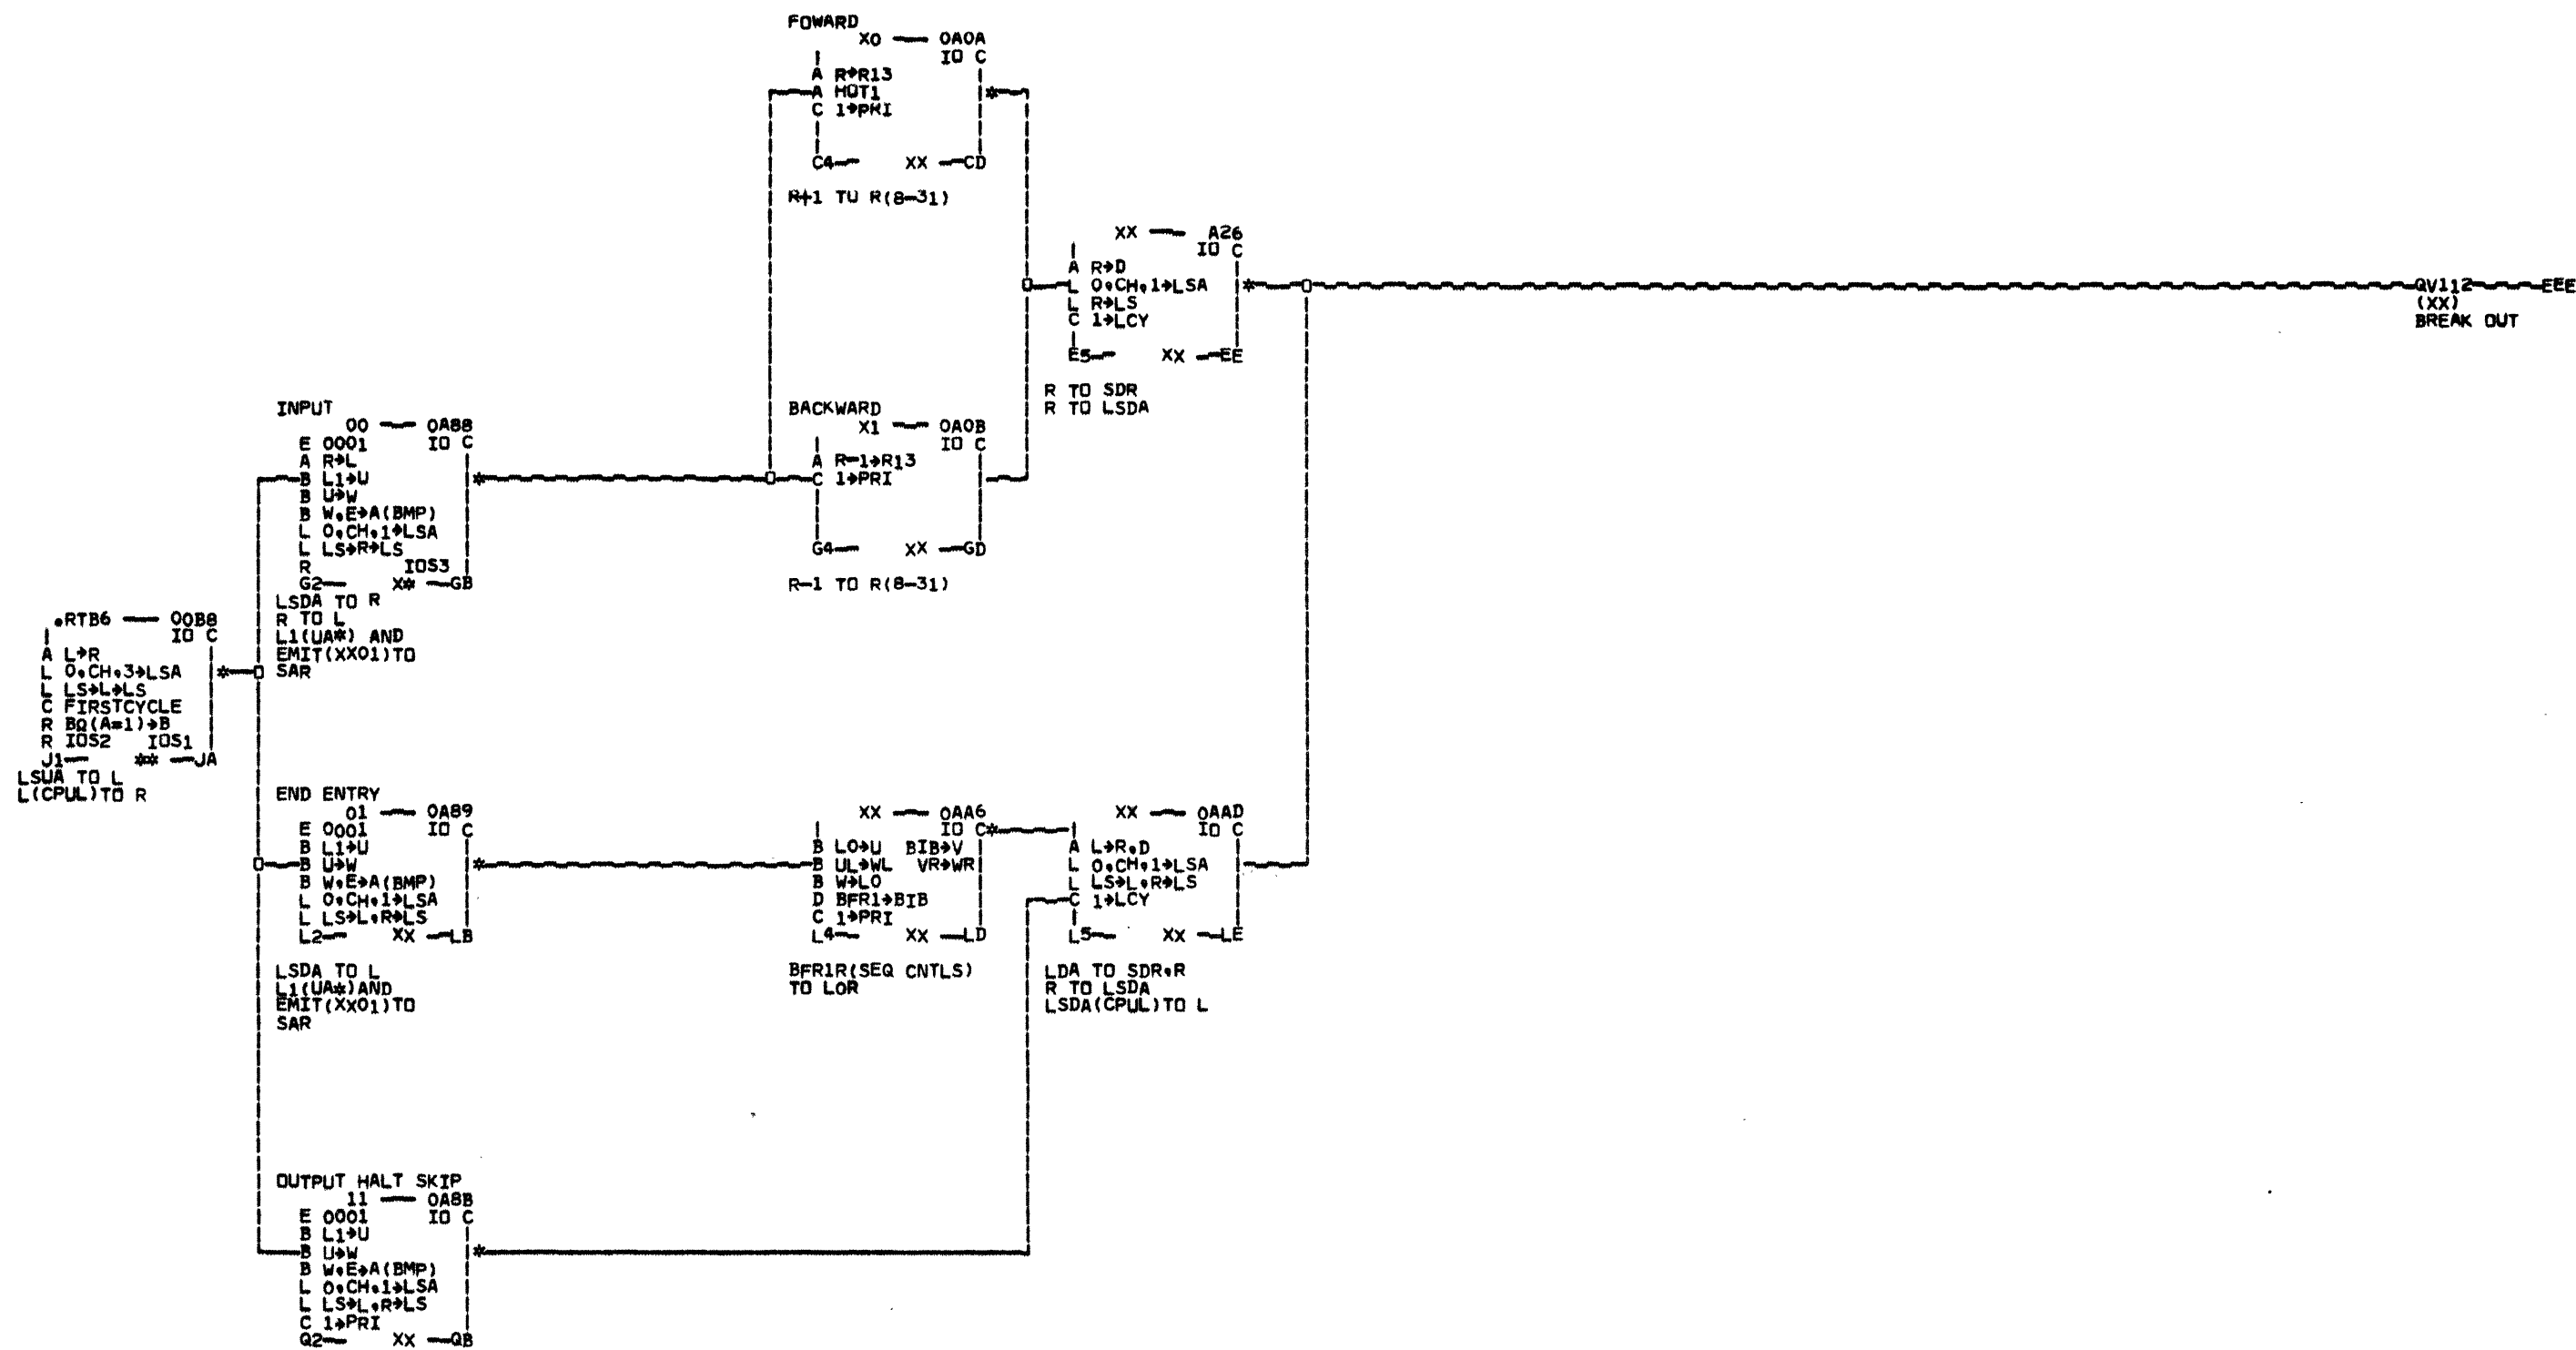 FOWARD
X0 — 0A0A
IO C
A R→R13
A HOT1
C 1→PRI
C4— XX —CD
R+1 TO R(8-31)
XX — A26
IO C
A R→D
L 0,CH,1→LSA
L R→LS
C 1→LCY
E5— XX —EE
R TO SDR
R TO LSDA
QV112—EEE
(XX)
BREAK OUT
INPUT
00 — 0A88
E 0001 IO C
A R→L
B L1→U
B U→W
B W,E→A(BMP)
L 0,CH,1→LSA
L LS→R→LS
R IOS3
G2— X* —GB
LSDA TO R
R TO L
L1(UA*) AND
EMIT(XX01)TO
SAR
BACKWARD
X1 — 0A0B
IO C
A R-1→R13
C 1→PRI
G4— XX —GD
R-1 TO R(8-31)
.RTB6 — 00B8
IO C
A L→R
L 0,CH,3→LSA
L LS→L→LS
C FIRSTCYCLE
R BQ(A=1)→B
R IOS2 IOS1
J1— ** —JA
LSUA TO L
L(CPUL)TO R
END ENTRY
01 — 0A89
E 0001 IO C
B L1→U
B U→W
B W,E→A(BMP)
L 0,CH,1→LSA
L LS→L,R→LS
L2— XX —LB
LSDA TO L
L1(UA*)AND
EMIT(XX01)TO
SAR
XX — 0AA6
IO C*
B L0→U BIB→V
B UL→WL VR→WR
B W→L0
D BFR1→BIB
C 1→PRI
L4— XX —LD
BFR1R(SEQ CNTLS)
TO LOR
XX — 0AAD
IO C
A L→R,D
L 0,CH,1→LSA
L LS→L,R→LS
C 1→LCY
L5— XX —LE
LDA TO SDR,R
R TO LSDA
LSDA(CPUL)TO L
OUTPUT HALT SKIP
11 — 0A8B
E 0001 IO C
B L1→U
B U→W
B W,E→A(BMP)
L 0,CH,1→LSA
L LS→L,R→LS
C 1→PRI
Q2— XX —QB